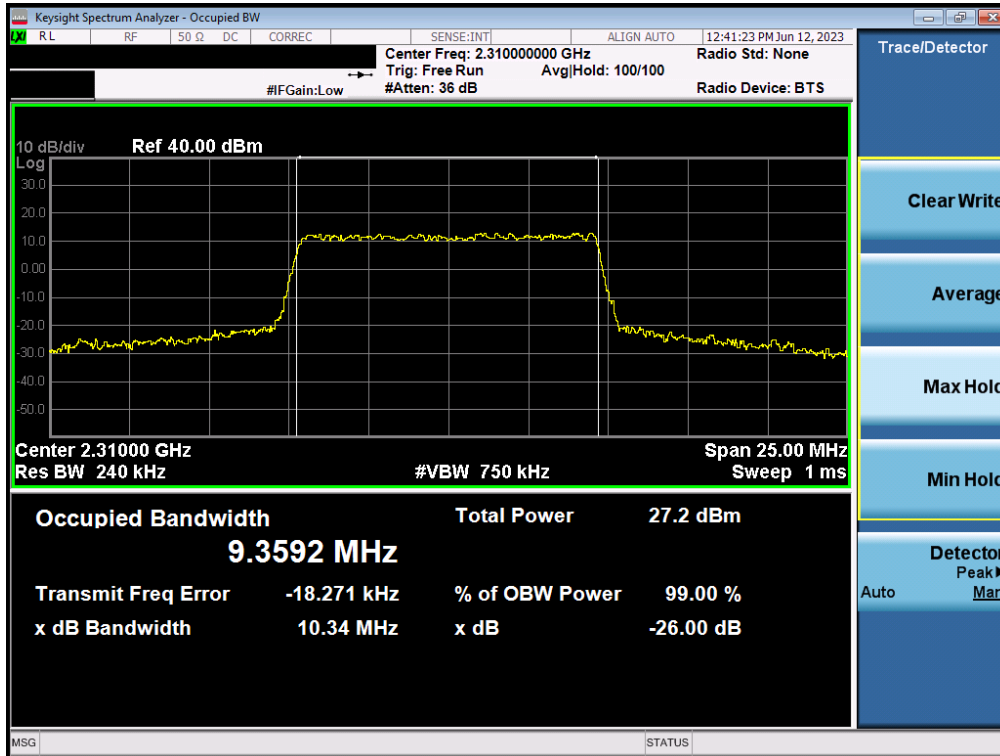 Keysight Spectrum Analyzer - Occupied BW
LXI RL RF 50 Ω DC CORREC SENSE:INT ALIGN AUTO 12:41:23 PM Jun 12, 2023
Center Freq: 2.310000000 GHz Radio Std: None
Trig: Free Run Avg|Hold: 100/100
#IFGain:Low #Atten: 36 dB Radio Device: BTS
Trace/Detector
10 dB/div Ref 40.00 dBm
Log
30.0
20.0
10.0
0.00
-10.0
-20.0
-30.0
-40.0
-50.0
Center 2.31000 GHz Span 25.00 MHz
Res BW 240 kHz #VBW 750 kHz Sweep 1 ms
Occupied Bandwidth Total Power 27.2 dBm
9.3592 MHz
Transmit Freq Error -18.271 kHz % of OBW Power 99.00 %
x dB Bandwidth 10.34 MHz x dB -26.00 dB
Clear Write
Average
Max Hold
Min Hold
Detector
Peak
Auto Man
MSG STATUS